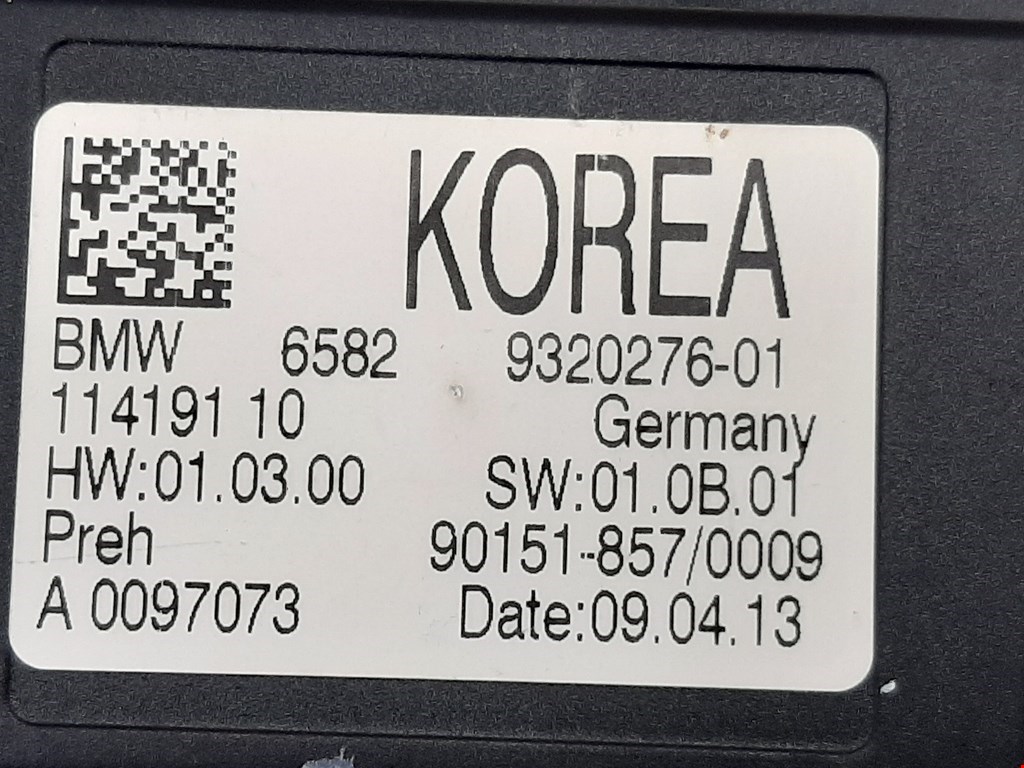 KOREA
BMW 6582 9320276-01
114191 10 Germany
HW:01.03.00 SW:01.0B.01
Preh 90151-857/0009
A 0097073 Date:09.04.13